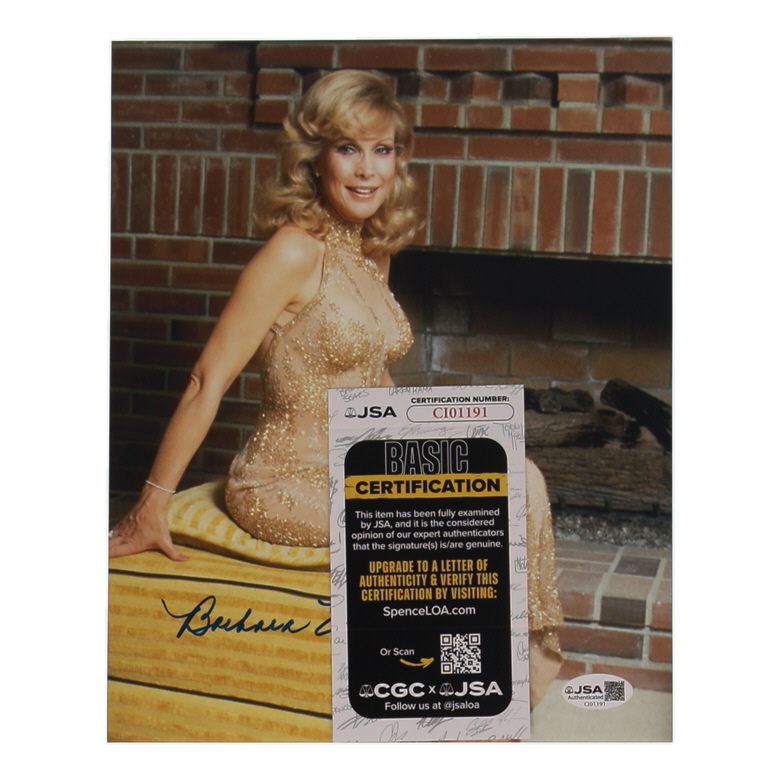 JSA
CERTIFICATION NUMBER:
CI01191
BASIC
CERTIFICATION
This item has been fully examined
by JSA, and it is the considered
opinion of our expert authenticators
that the signature(s) is/are genuine.
UPGRADE TO A LETTER OF
AUTHENTICITY & VERIFY THIS
CERTIFICATION BY VISITING:
SpenceLOA.com
Or Scan
CGC x JSA
Follow us at @jsaloa
Barbara
JSA
Authenticated
CI01191